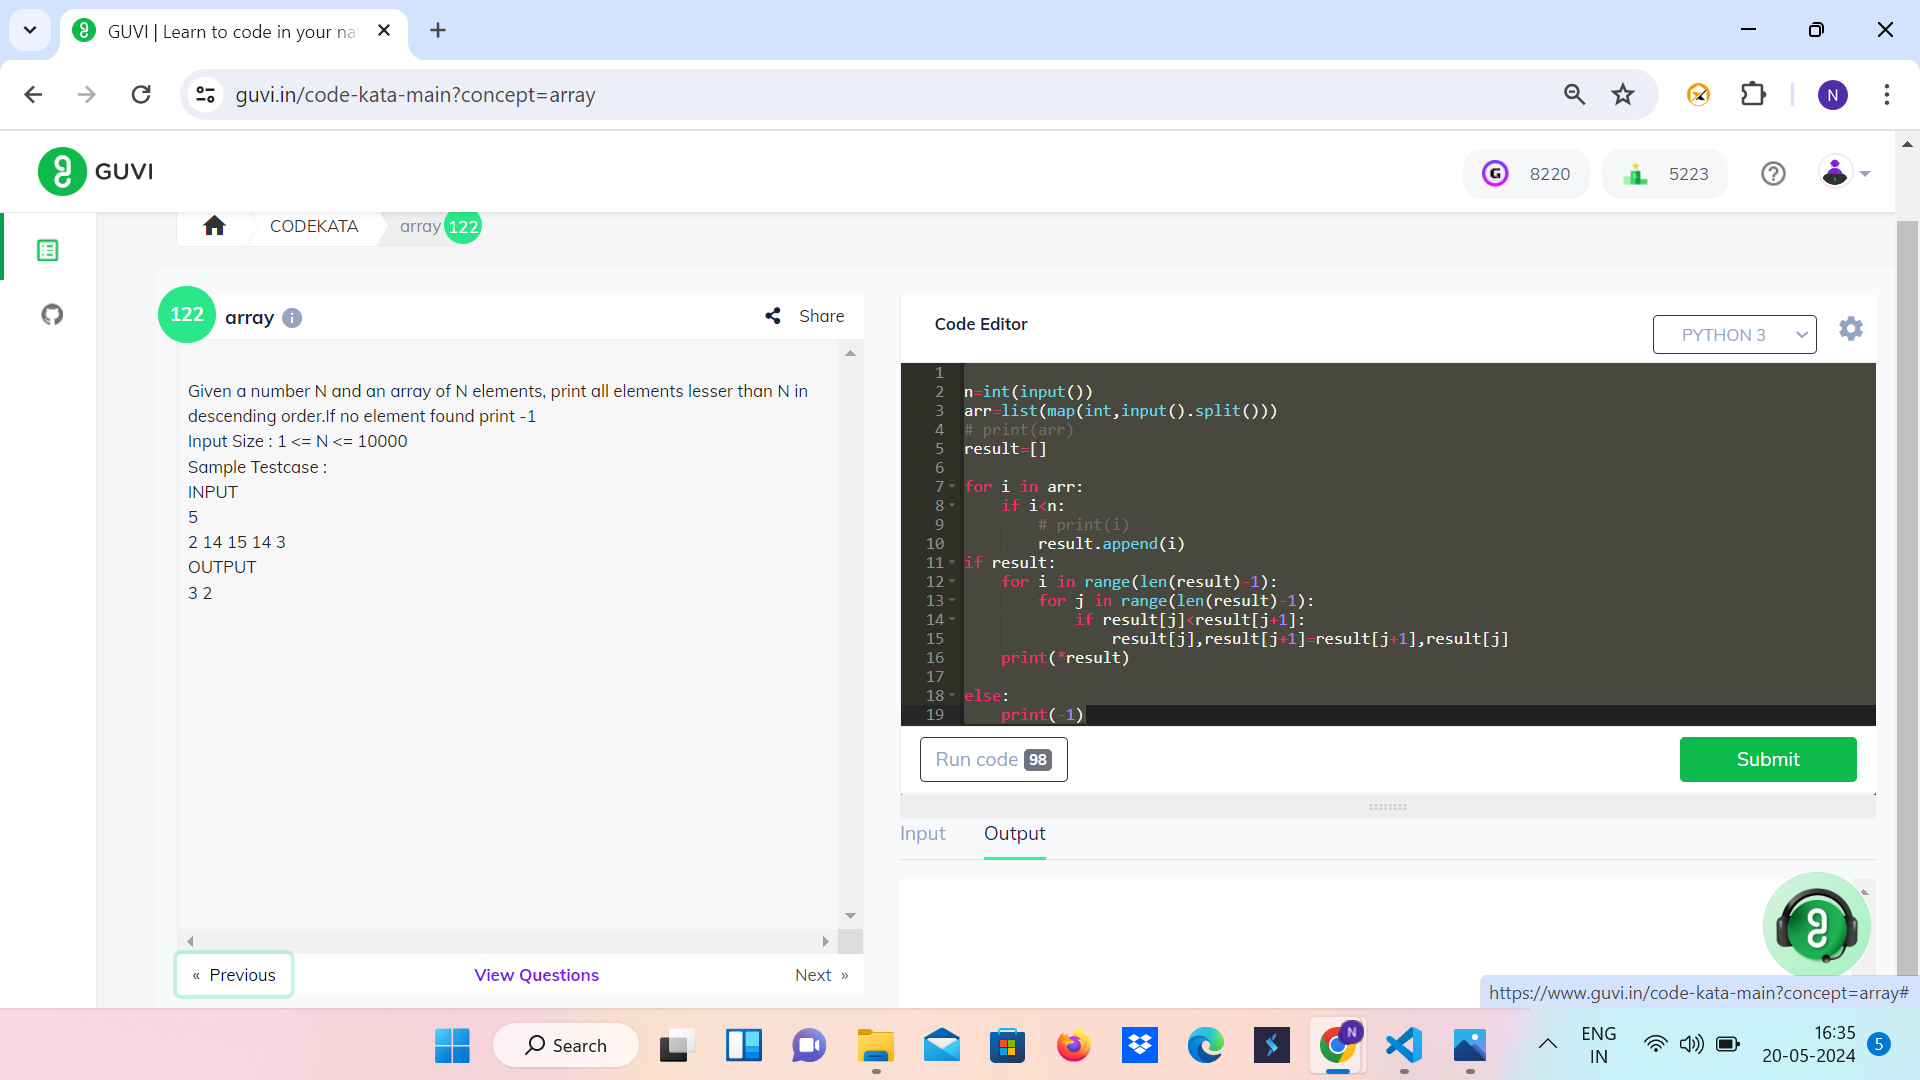 GUVI | Learn to code in your na
guvi.in/code-kata-main?concept=array
N
GUVI
G 8220
5223
CODEKATA
array 122
122 array
Share
Given a number N and an array of N elements, print all elements lesser than N in
descending order.If no element found print -1
Input Size : 1 <= N <= 10000
Sample Testcase :
INPUT
5
2 14 15 14 3
OUTPUT
3 2
« Previous
View Questions
Next »
Code Editor
PYTHON 3
1
2 n=int(input())
3 arr=list(map(int,input().split()))
4 # print(arr)
5 result=[]
6
7 for i in arr:
8     if i<n:
9         # print(i)
10         result.append(i)
11 if result:
12     for i in range(len(result)-1):
13         for j in range(len(result)-1):
14             if result[j]<result[j+1]:
15                 result[j],result[j+1]=result[j+1],result[j]
16     print(*result)
17
18 else:
19     print(-1)
Run code 98
Submit
Input
Output
https://www.guvi.in/code-kata-main?concept=array#
Search
N
ENG
IN
16:35
20-05-2024
5